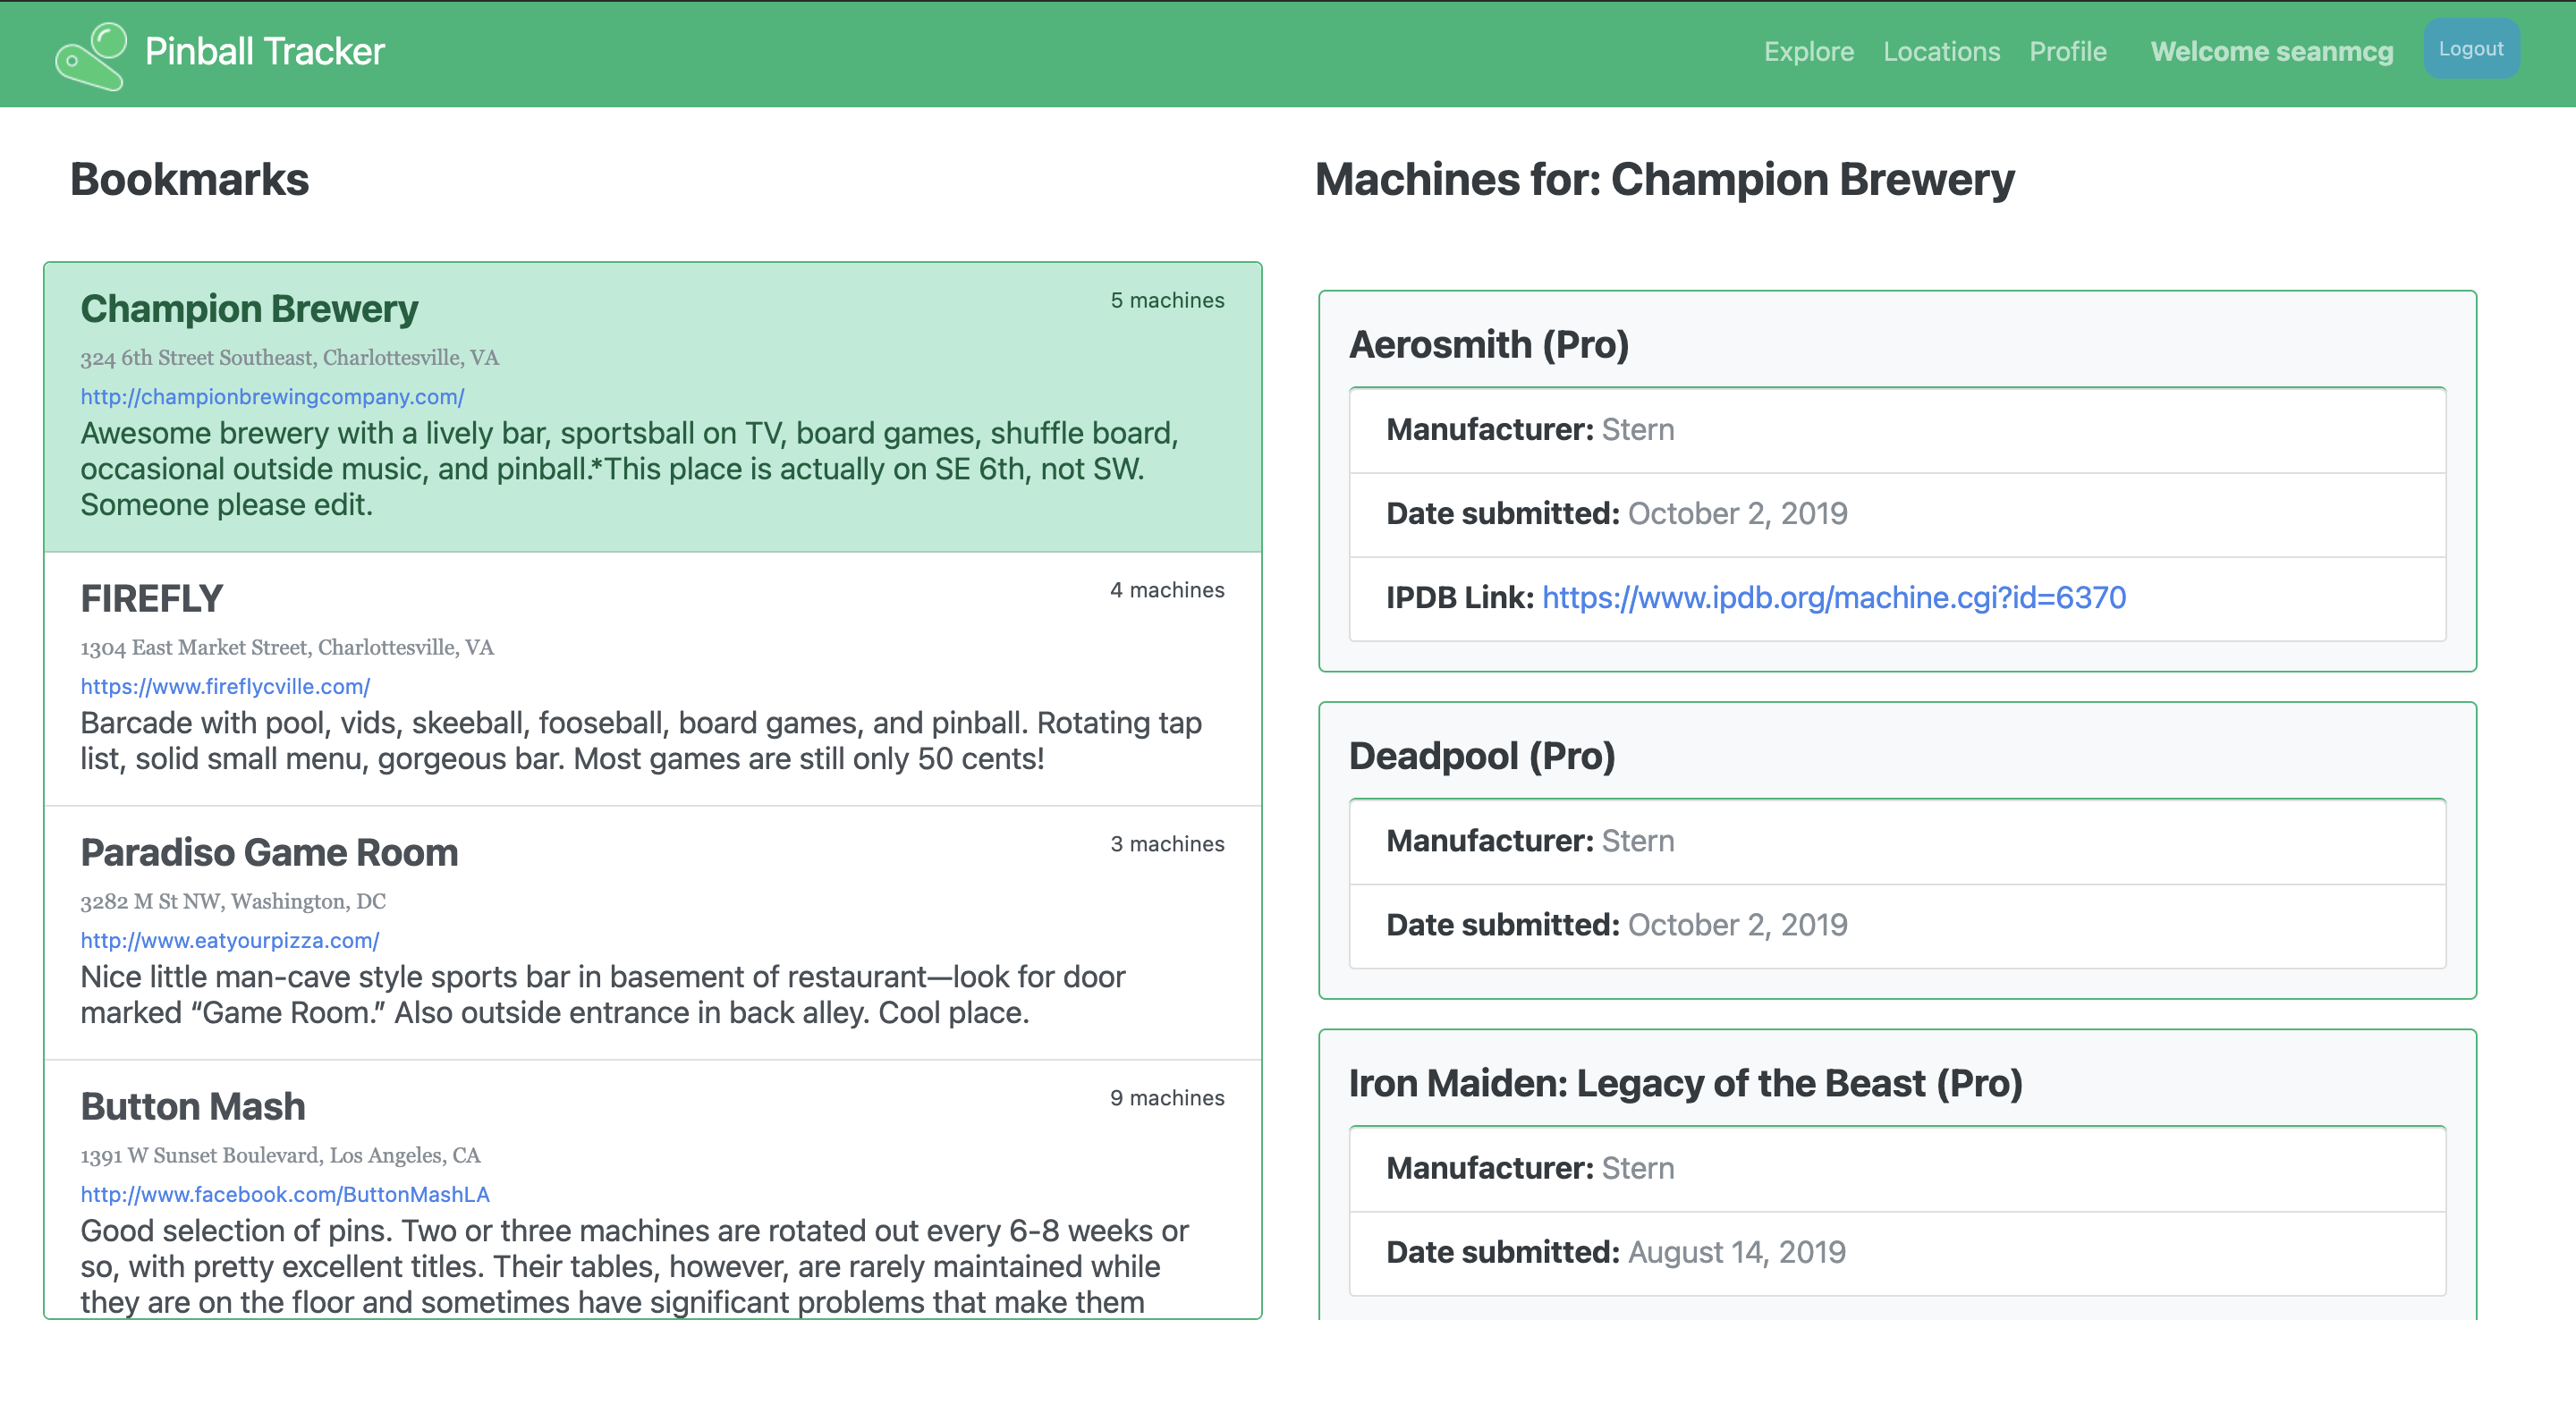 Pinball Tracker
Explore
Locations
Profile
Welcome seanmcg
Logout
Bookmarks
Champion Brewery
5 machines
324 6th Street Southeast, Charlottesville, VA
http://championbrewingcompany.com/
Awesome brewery with a lively bar, sportsball on TV, board games, shuffle board,
occasional outside music, and pinball.*This place is actually on SE 6th, not SW.
Someone please edit.
FIREFLY
4 machines
1304 East Market Street, Charlottesville, VA
https://www.fireflycville.com/
Barcade with pool, vids, skeeball, fooseball, board games, and pinball. Rotating tap
list, solid small menu, gorgeous bar. Most games are still only 50 cents!
Paradiso Game Room
3 machines
3282 M St NW, Washington, DC
http://www.eatyourpizza.com/
Nice little man-cave style sports bar in basement of restaurant—look for door
marked “Game Room.” Also outside entrance in back alley. Cool place.
Button Mash
9 machines
1391 W Sunset Boulevard, Los Angeles, CA
http://www.facebook.com/ButtonMashLA
Good selection of pins. Two or three machines are rotated out every 6-8 weeks or
so, with pretty excellent titles. Their tables, however, are rarely maintained while
they are on the floor and sometimes have significant problems that make them
Machines for: Champion Brewery
Aerosmith (Pro)
Manufacturer: Stern
Date submitted: October 2, 2019
IPDB Link: https://www.ipdb.org/machine.cgi?id=6370
Deadpool (Pro)
Manufacturer: Stern
Date submitted: October 2, 2019
Iron Maiden: Legacy of the Beast (Pro)
Manufacturer: Stern
Date submitted: August 14, 2019